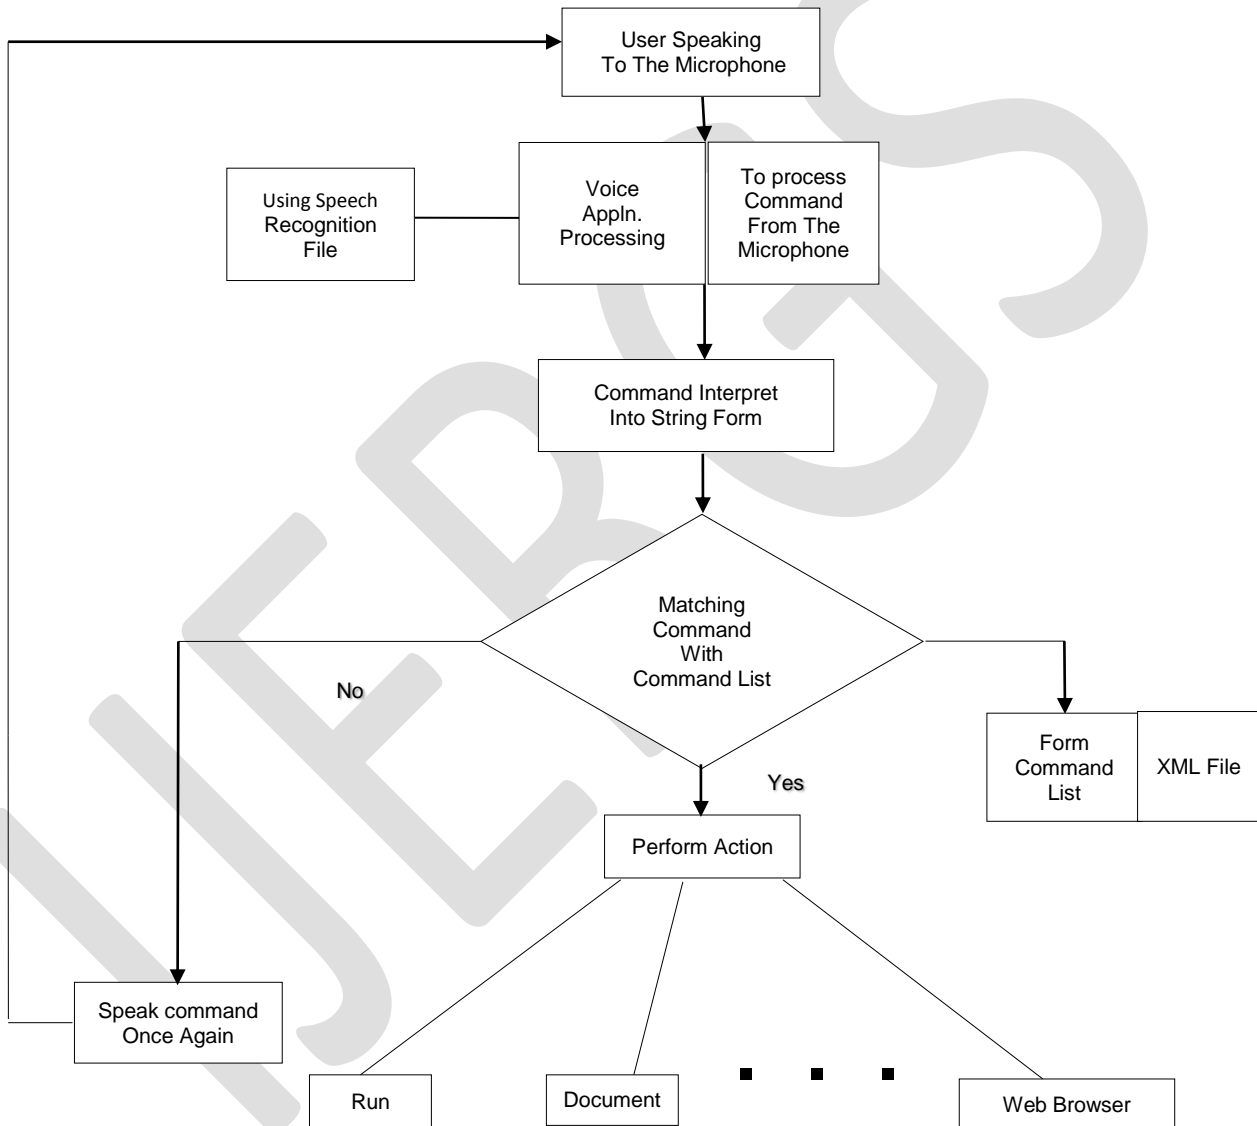 User Speaking
To The Microphone
Using Speech
Recognition
File
Voice
Appln.
Processing
To process
Command
From The
Microphone
Command Interpret
Into String Form
Matching
Command
With
Command List
No
Yes
Form
Command
List
XML File
Perform Action
Speak command
Once Again
Run
Document
Web Browser
IJERGS